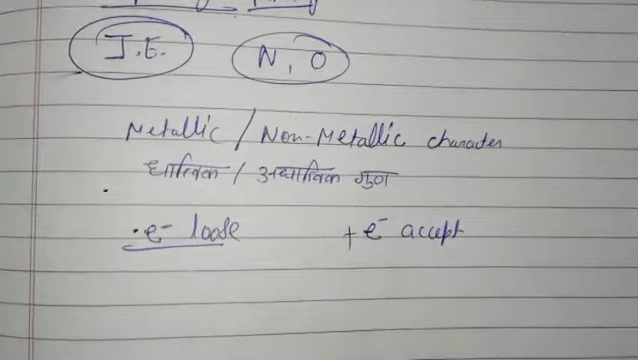 I.E. N, O
Metallic / Non-Metallic character
धात्विक / अधात्विक गुण
e- loose + e- accept